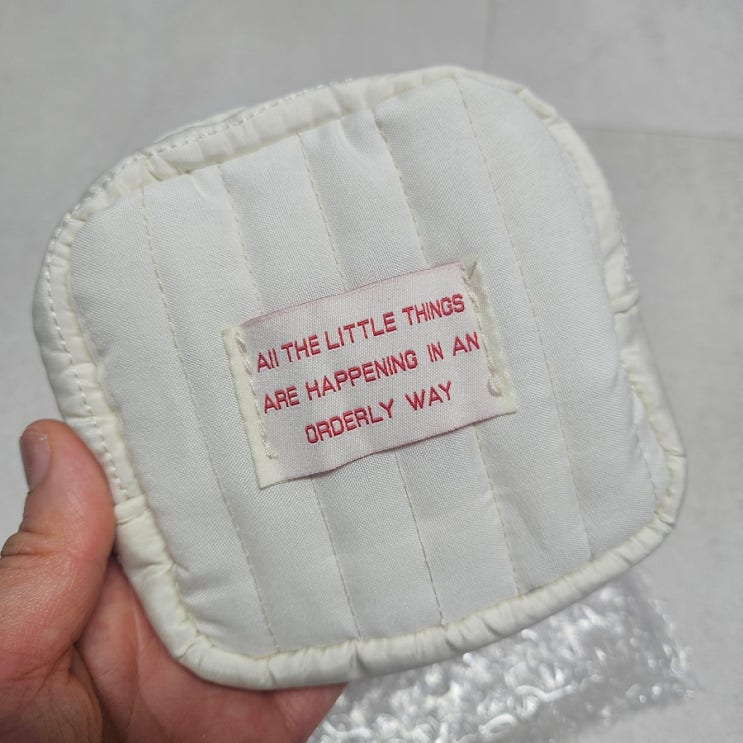 All THE LITTLE THINGS
ARE HAPPENING IN AN
ORDERLY WAY